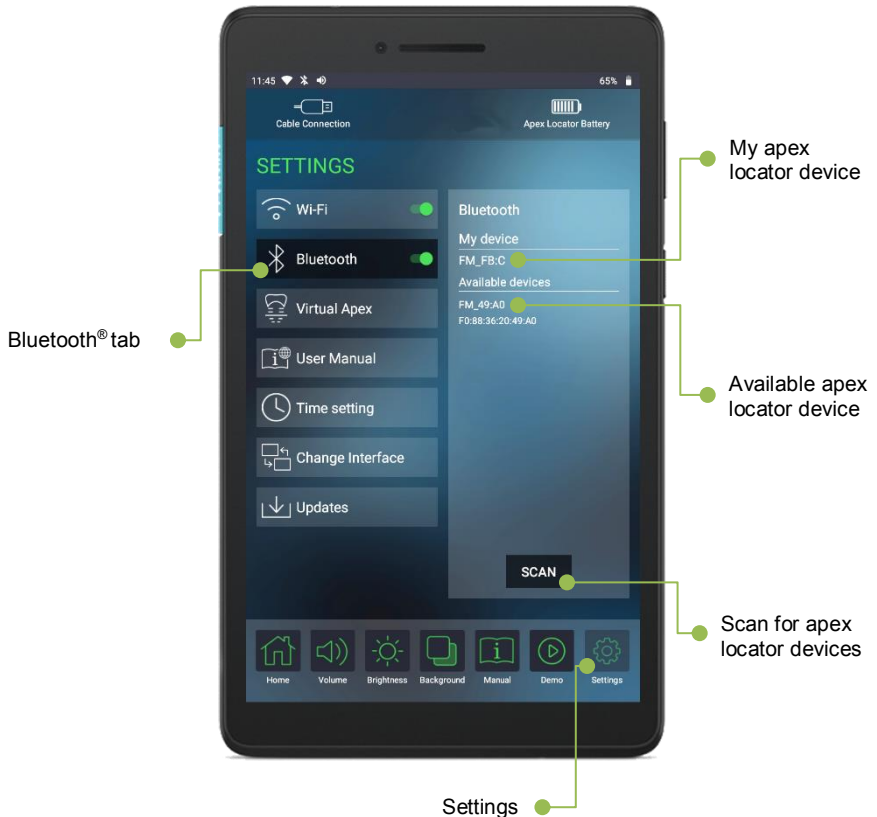 11:45
65%
Cable Connection
Apex Locator Battery
SETTINGS
Wi-Fi
Bluetooth
Virtual Apex
User Manual
Time setting
Change Interface
Updates
Bluetooth
My device
FM_FB:C
Available devices
FM_49:A0
F0:88:36:20:49:A0
SCAN
Home
Volume
Brightness
Background
Manual
Demo
Settings
Bluetooth® tab
My apex
locator device
Available apex
locator device
Scan for apex
locator devices
Settings